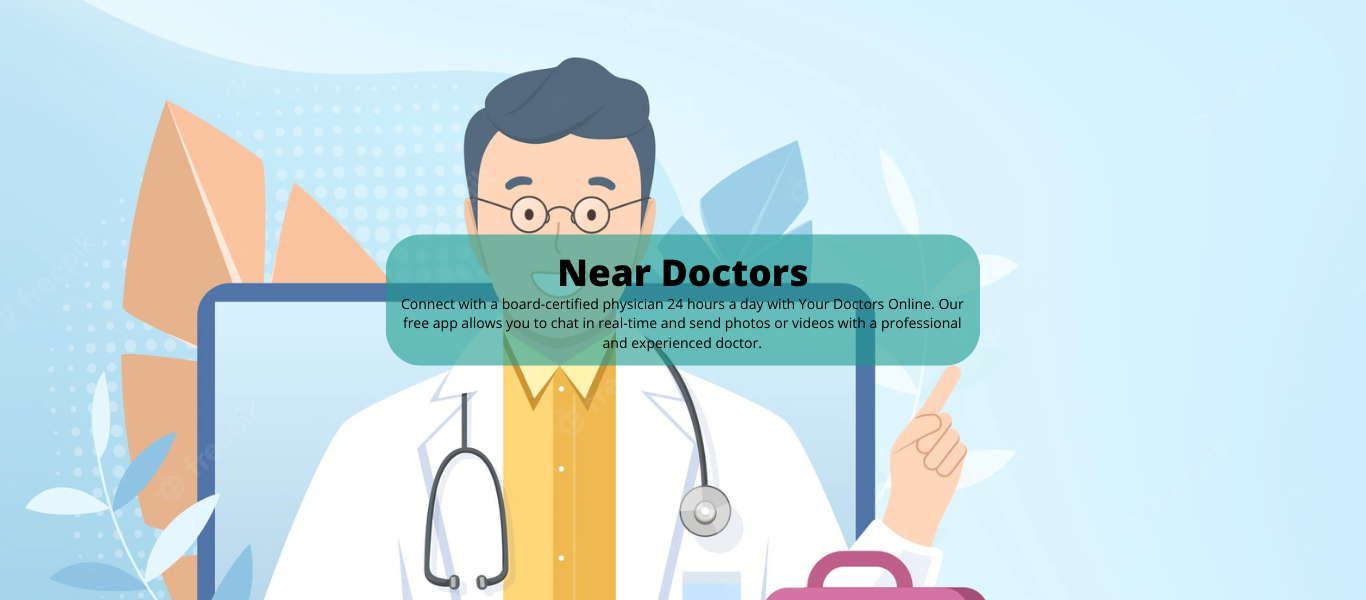 Near Doctors
Connect with a board-certified physician 24 hours a day with Your Doctors Online. Our
free app allows you to chat in real-time and send photos or videos with a professional
and experienced doctor.